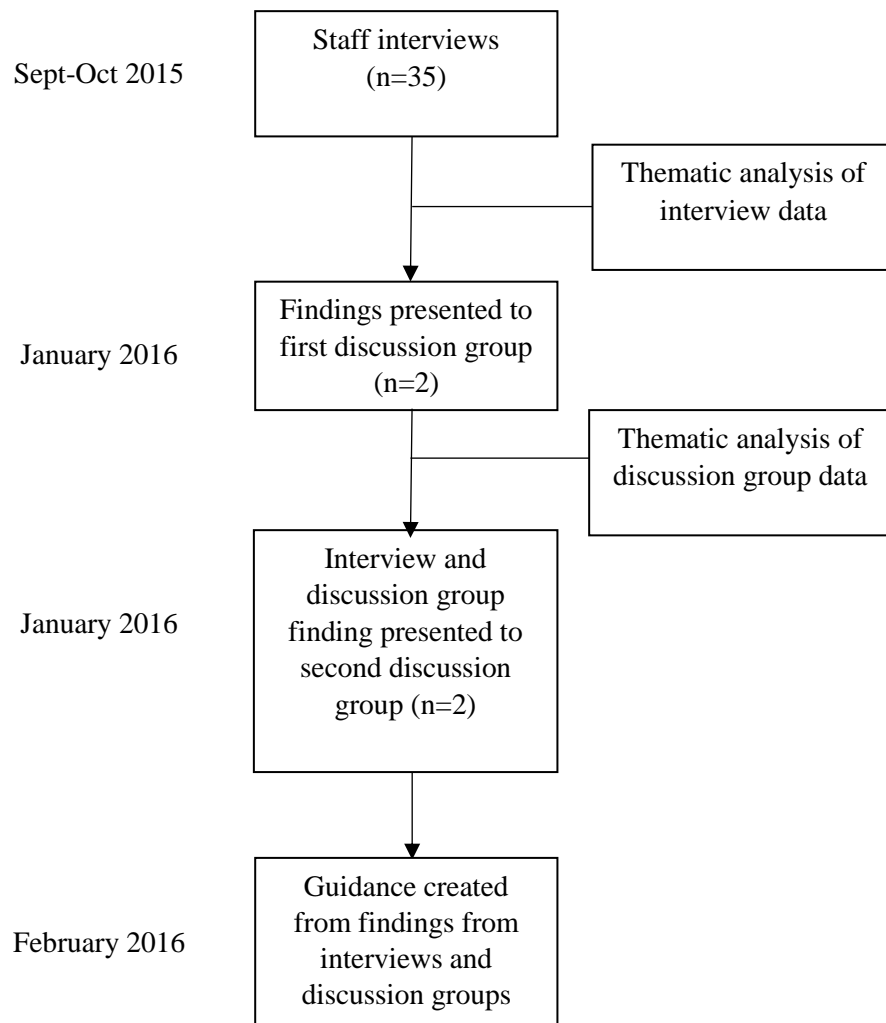 Staff interviews
(n=35)
Sept-Oct 2015
Thematic analysis of
interview data
Findings presented to
first discussion group
(n=2)
January 2016
Thematic analysis of
discussion group data
Interview and
discussion group
finding presented to
second discussion
group (n=2)
January 2016
Guidance created
from findings from
interviews and
discussion groups
February 2016